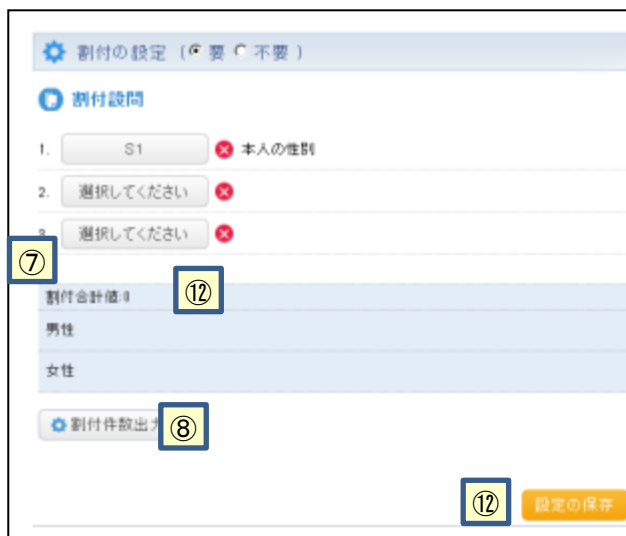 割付の設定 (要 不要)
割付設問
1. S1 本人の性別
2. 選択してください
3. 選択してください
⑦
割付合計値:0 ⑫
男性
女性
割付件数出力 ⑧
⑫ 設定の保存